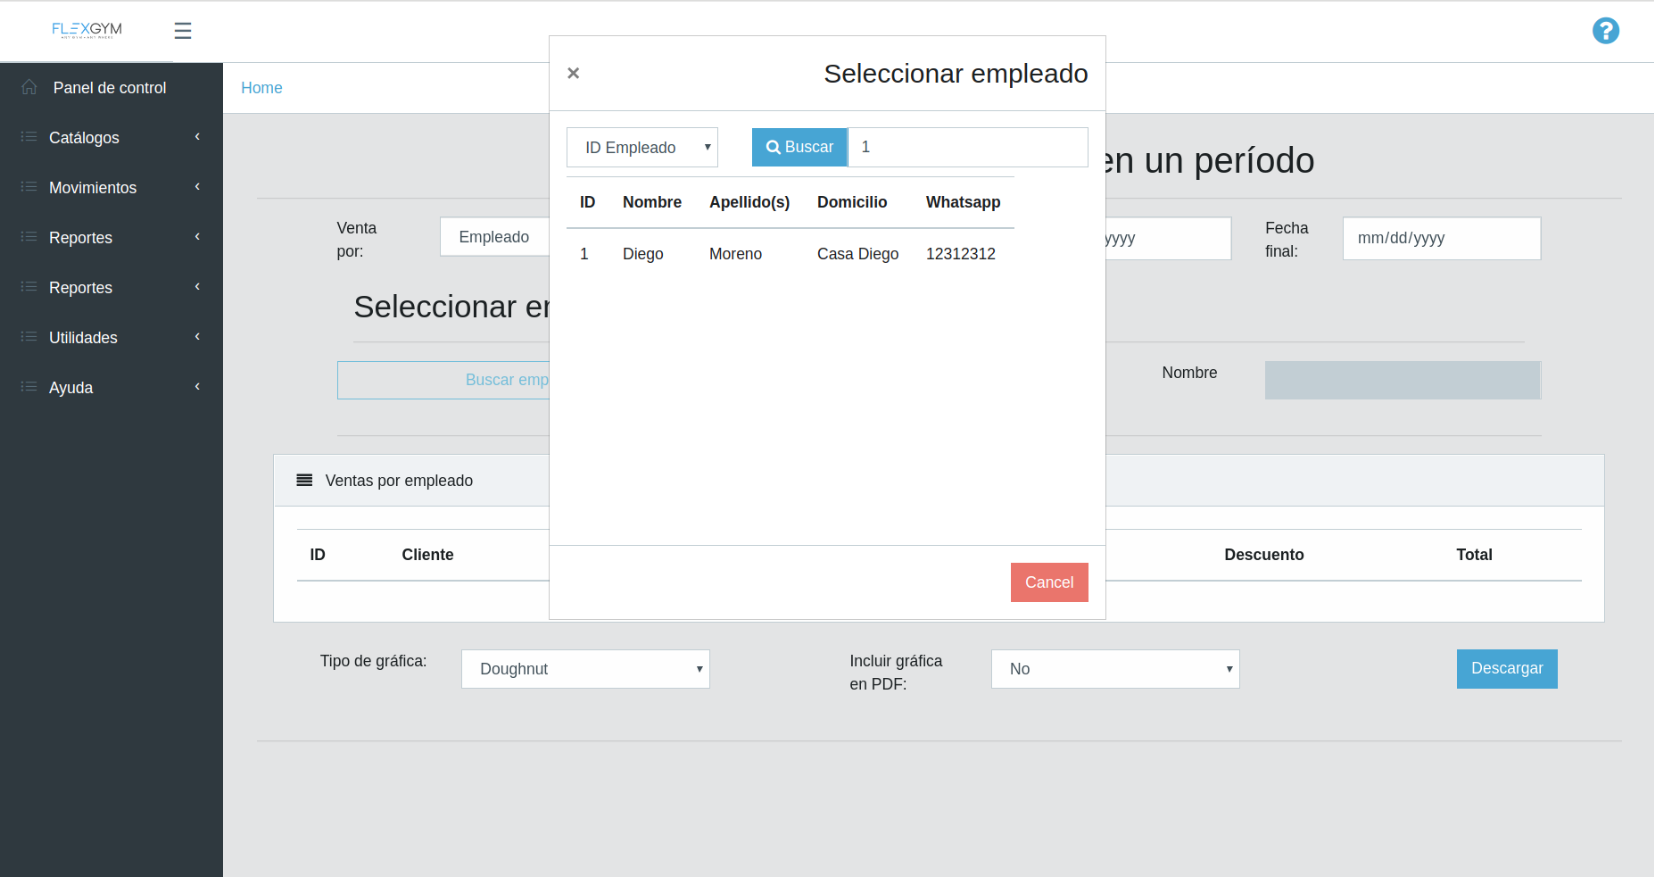 FLEXGYM
Panel de control
Catálogos
Movimientos
Reportes
Reportes
Utilidades
Ayuda
Home
en un período
Venta
por:
Empleado
yyyy
Fecha
final:
mm/dd/yyyy
Seleccionar en
Buscar emp
Nombre
Ventas por empleado
ID Cliente Descuento Total
Tipo de gráfica:
Doughnut
Incluir gráfica
en PDF:
No
Descargar
× Seleccionar empleado
ID Empleado
Buscar
1
ID Nombre Apellido(s) Domicilio Whatsapp
1 Diego Moreno Casa Diego 12312312
Cancel